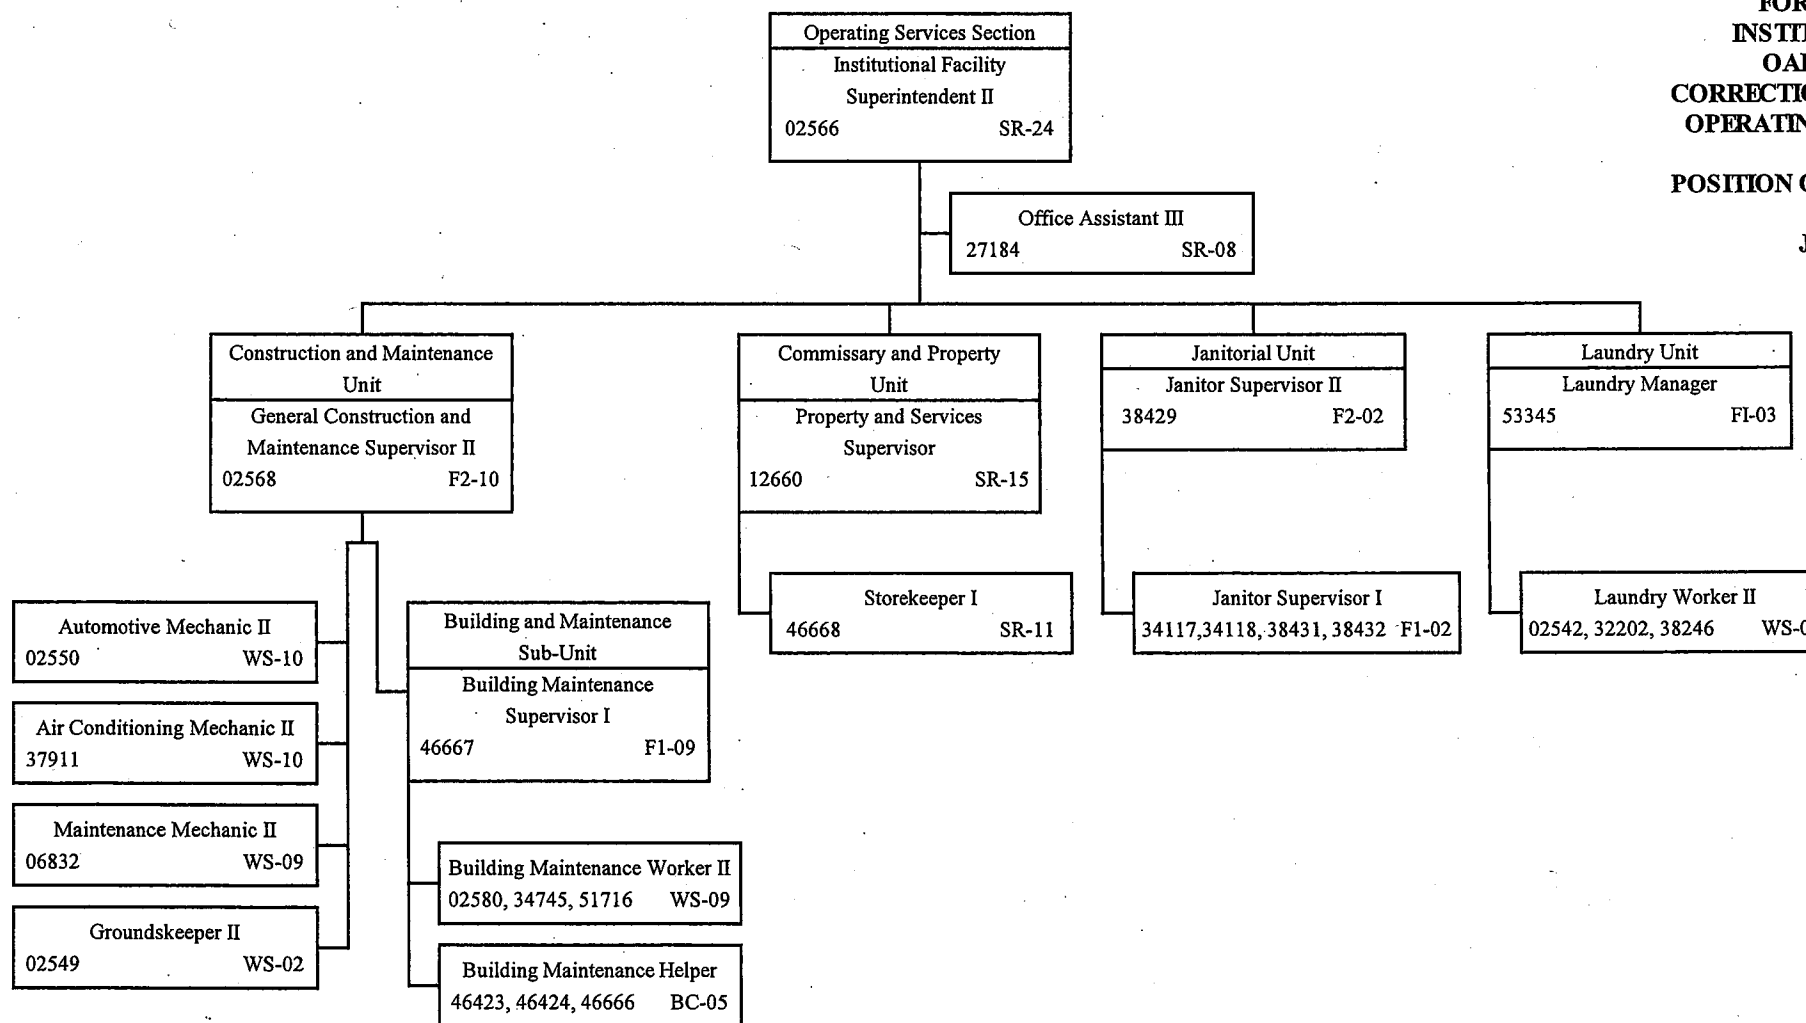 Operating Services Section
Institutional Facility
Superintendent II
02566 SR-24
POSITION
Office Assistant III
27184 SR-08
Construction and Maintenance
Unit
General Construction and
Maintenance Supervisor II
02568 F2-10
Commissary and Property
Unit
Property and Services
Supervisor
12660 SR-15
Janitorial Unit
Janitor Supervisor II
38429 F2-02
Laundry Unit
Laundry Manager
53345 FI-03
Automotive Mechanic II
02550 WS-10
Air Conditioning Mechanic II
37911 WS-10
Maintenance Mechanic II
06832 WS-09
Groundskeeper II
02549 WS-02
Building and Maintenance
Sub-Unit
Building Maintenance
Supervisor I
46667 F1-09
Building Maintenance Worker II
02580, 34745, 51716 WS-09
Building Maintenance Helper
46423, 46424, 46666 BC-05
Storekeeper I
46668 SR-11
Janitor Supervisor I
34117,34118, 38431, 38432 F1-02
Laundry Worker II
02542, 32202, 38246